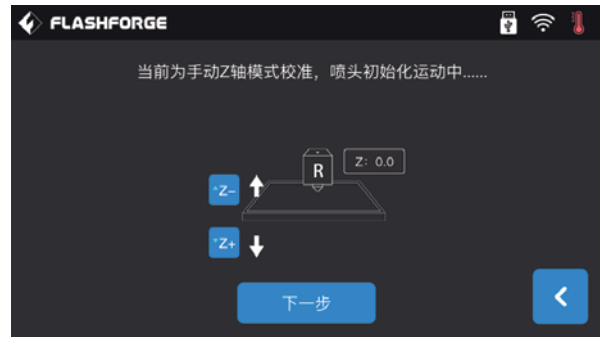 FLASHFORGE
当前为手动Z轴模式校准，喷头初始化运动中......
R
Z: 0.0
Z-
Z+
下一步